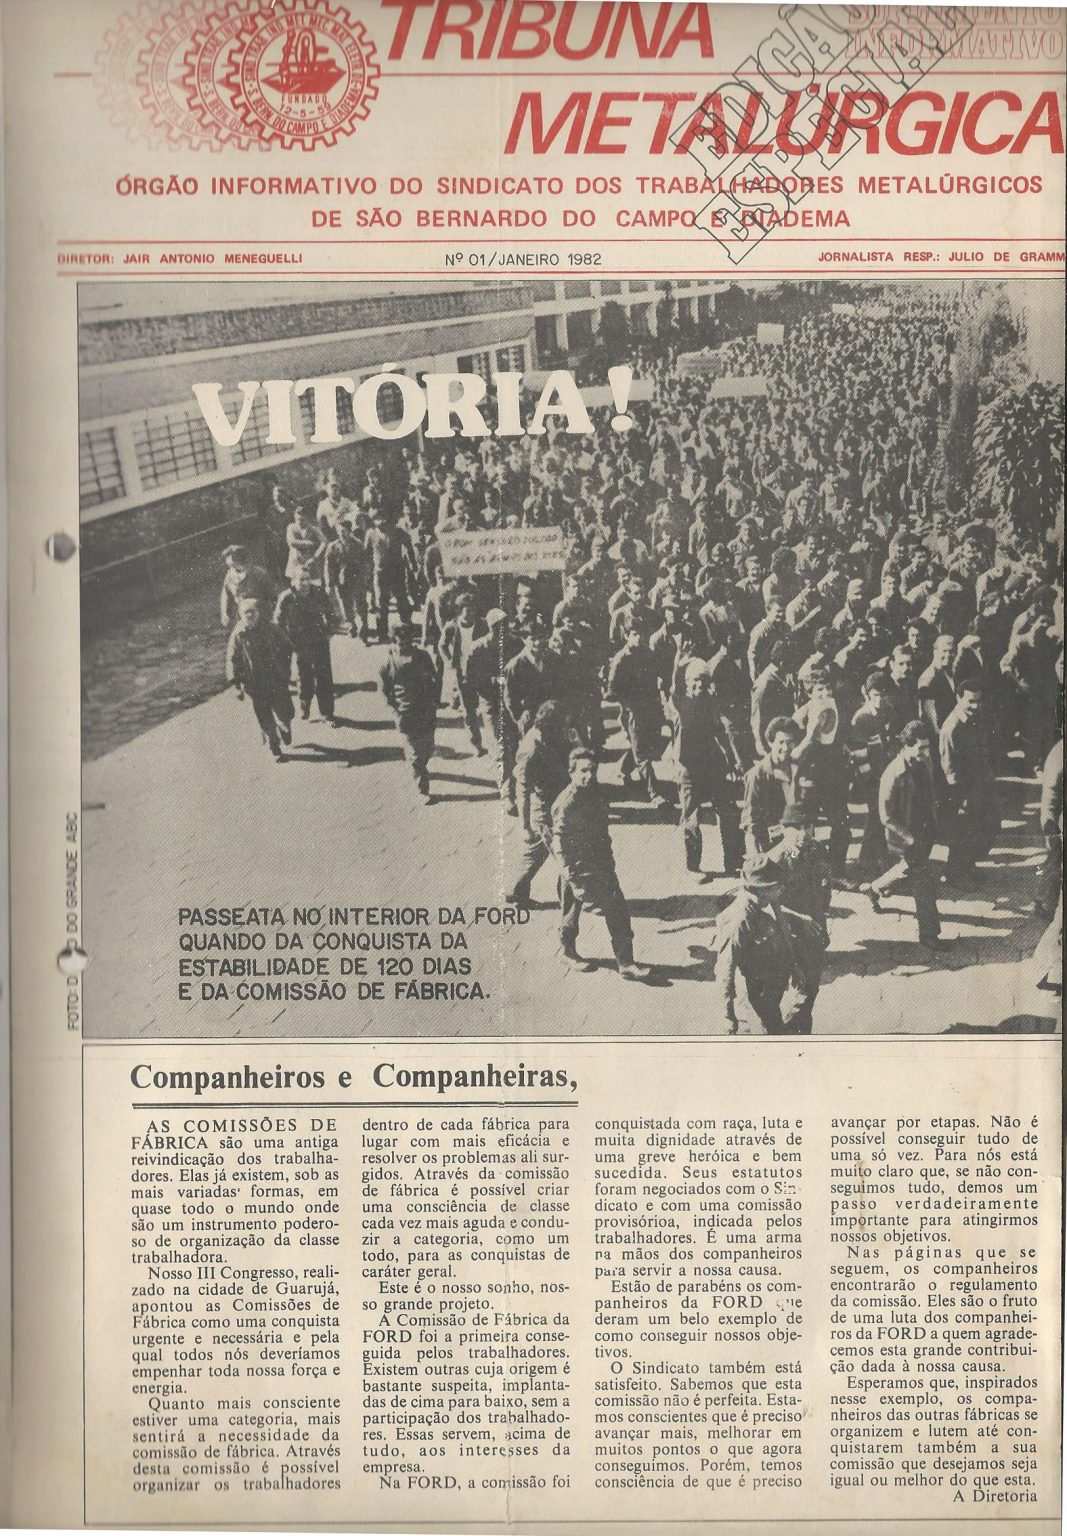 TRIBUNA
METALÚRGICA
SUPLEMENTO
INFORMATIVO
EDIÇÃO
ESPECIAL
FUNDADO
12-5-59
S. BERN. DO CAMPO E DIADEMA
ÓRGÃO INFORMATIVO DO SINDICATO DOS TRABALHADORES METALÚRGICOS
DE SÃO BERNARDO DO CAMPO E DIADEMA
DIRETOR: JAIR ANTONIO MENEGUELLI
Nº 01/JANEIRO 1982
JORNALISTA RESP.: JULIO DE GRAMM
VITÓRIA!
PASSEATA NO INTERIOR DA FORD
QUANDO DA CONQUISTA DA
ESTABILIDADE DE 120 DIAS
E DA COMISSÃO DE FÁBRICA.
FOTO: D O DO GRANDE ABC
Companheiros e Companheiras,
AS COMISSÕES DE
FÁBRICA são uma antiga
reivindicação dos trabalha-
dores. Elas já existem, sob as
mais variadas formas, em
quase todo o mundo onde
são um instrumento podero-
so de organização da classe
trabalhadora.
Nosso III Congresso, reali-
zado na cidade de Guarujá,
apontou as Comissões de
Fábrica como uma conquista
urgente e necessária e pela
qual todos nós deveríamos
empenhar toda nossa força e
energia.
Quanto mais consciente
estiver uma categoria, mais
sentirá a necessidade da
comissão de fábrica. Através
desta comissão é possível
organizar os trabalhadores
dentro de cada fábrica para
lugar com mais eficácia e
resolver os problemas ali sur-
gidos. Através da comissão
de fábrica é possível criar
uma consciência de classe
cada vez mais aguda e condu-
zir a categoria, como um
todo, para as conquistas de
caráter geral.
Este é o nosso sonho, nos-
so grande projeto.
A Comissão de Fábrica da
FORD foi a primeira conse-
guida pelos trabalhadores.
Existem outras cuja origem é
bastante suspeita, implanta-
das de cima para baixo, sem a
participação dos trabalhado-
res. Essas servem, acima de
tudo, aos interesses da
empresa.
Na FORD, a comissão foi
conquistada com raça, luta e
muita dignidade através de
uma greve heróica e bem
sucedida. Seus estatutos
foram negociados com o Sin-
dicato e com uma comissão
provisórioa, indicada pelos
trabalhadores. É uma arma
na mãos dos companheiros
para servir a nossa causa.
Estão de parabéns os com-
panheiros da FORD que
deram um belo exemplo de
como conseguir nossos obje-
tivos.
O Sindicato também está
satisfeito. Sabemos que esta
comissão não é perfeita. Esta-
mos conscientes que é preciso
avançar mais, melhorar em
muitos pontos o que agora
conseguimos. Porém, temos
consciência de que é preciso
avançar por etapas. Não é
possível conseguir tudo de
uma só vez. Para nós está
muito claro que, se não con-
seguimos tudo, demos um
passo verdadeiramente
importante para atingirmos
nossos objetivos.
Nas páginas que se
seguem, os companheiros
encontrarão o regulamento
da comissão. Eles são o fruto
de uma luta dos companhei-
ros da FORD a quem agrade-
cemos esta grande contribui-
ção dada à nossa causa.
Esperamos que, inspirados
nesse exemplo, os compa-
nheiros das outras fábricas se
organizem e lutem até con-
quistarem também a sua
comissão que desejamos seja
igual ou melhor do que esta.
A Diretoria